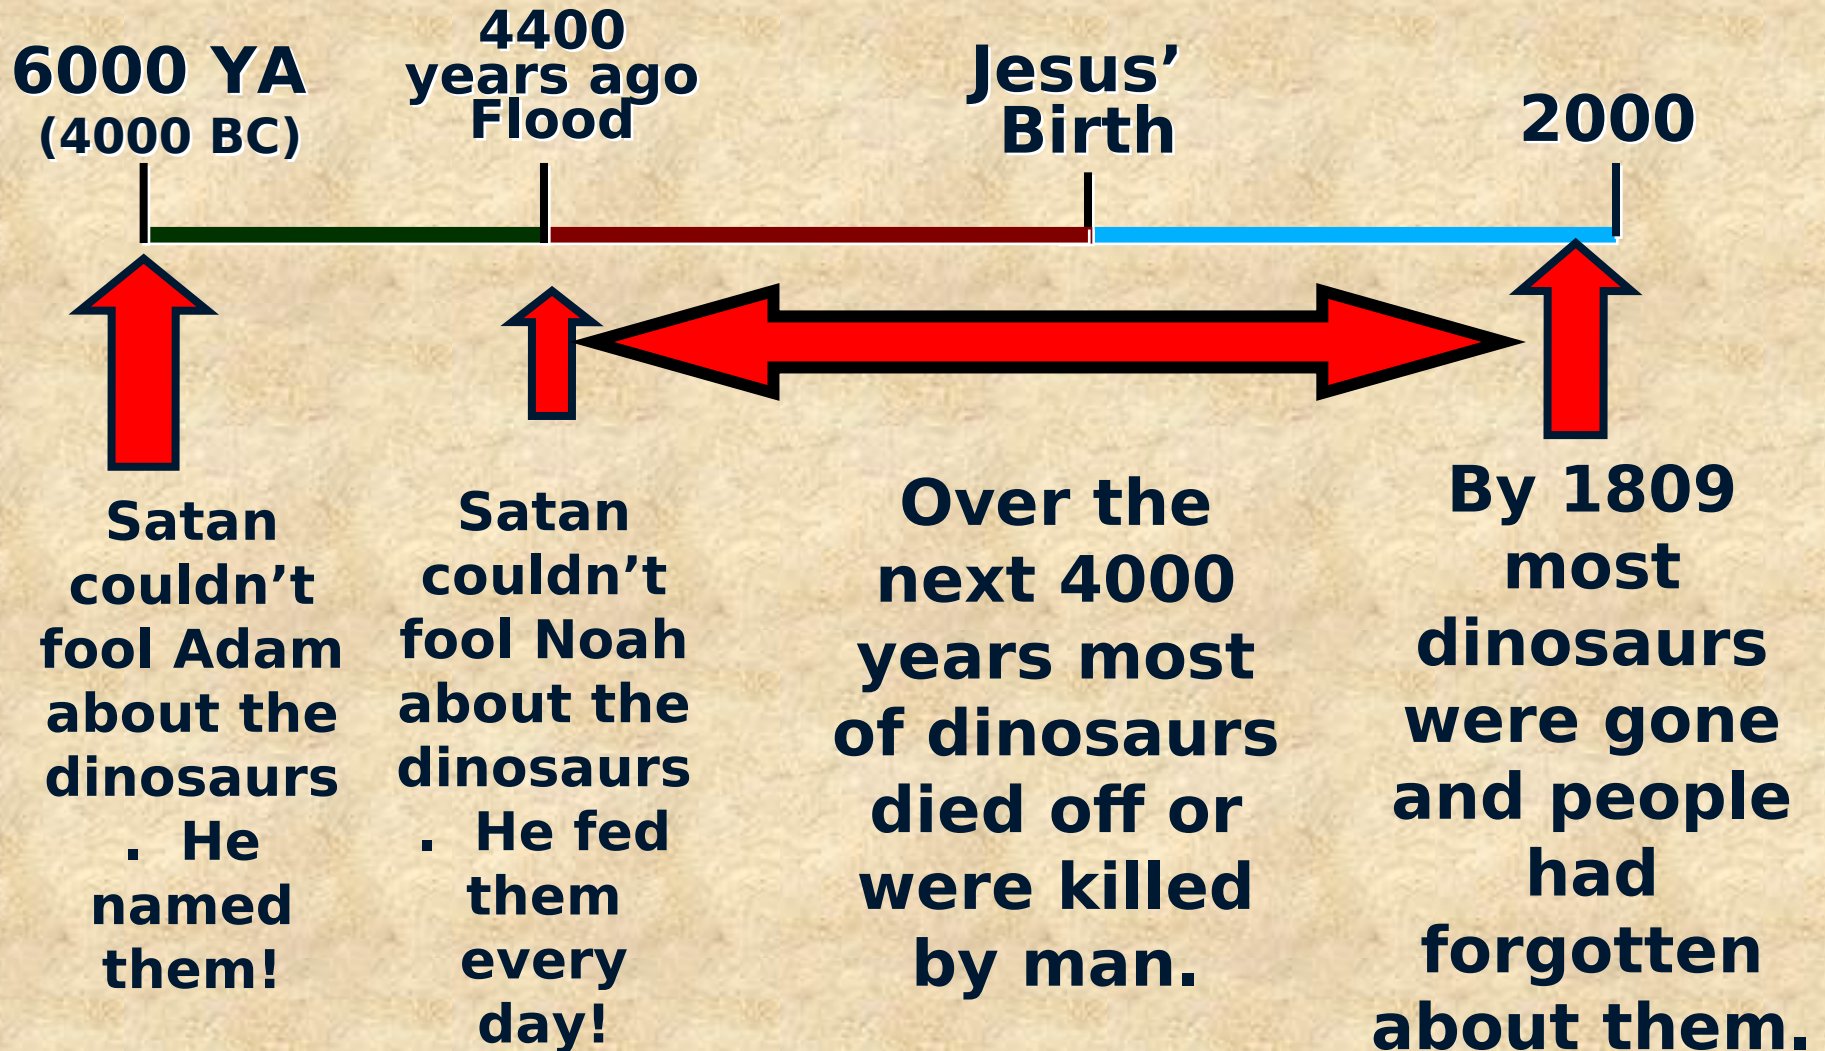 6000 YA
(4000 BC)
4400
years ago
Flood
Jesus’
Birth
2000
Satan
couldn’t
fool Adam
about the
dinosaurs
. He
named
them!
Satan
couldn’t
fool Noah
about the
dinosaurs
. He fed
them
every
day!
Over the
next 4000
years most
of dinosaurs
died off or
were killed
by man.
By 1809
most
dinosaurs
were gone
and people
had
forgotten
about them.